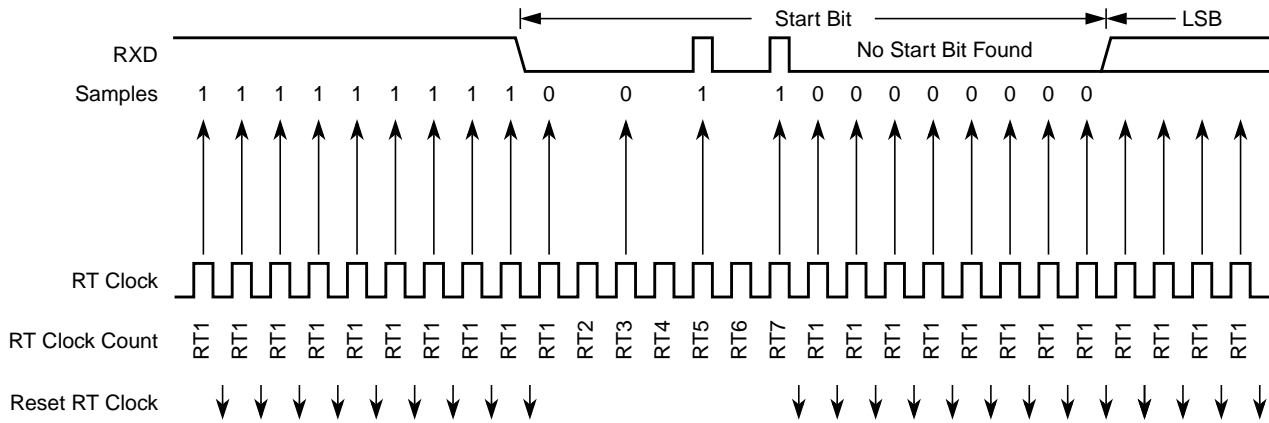 Start Bit LSB
RXD No Start Bit Found
Samples 1 1 1 1 1 1 1 1 1 0 0 1 1 0 0 0 0 0 0 0 0
RT Clock
RT Clock Count RT1 RT1 RT1 RT1 RT1 RT1 RT1 RT1 RT1 RT1 RT2 RT3 RT4 RT5 RT6 RT7 RT1 RT1 RT1 RT1 RT1 RT1 RT1 RT1 RT1 RT1 RT1 RT1
Reset RT Clock